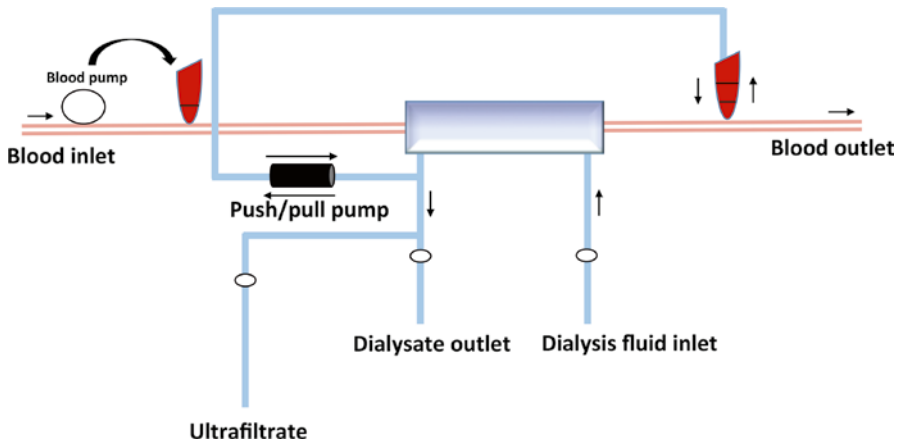 Blood pump
Blood inlet
Blood outlet
Push/pull pump
Dialysate outlet
Dialysis fluid inlet
Ultrafiltrate